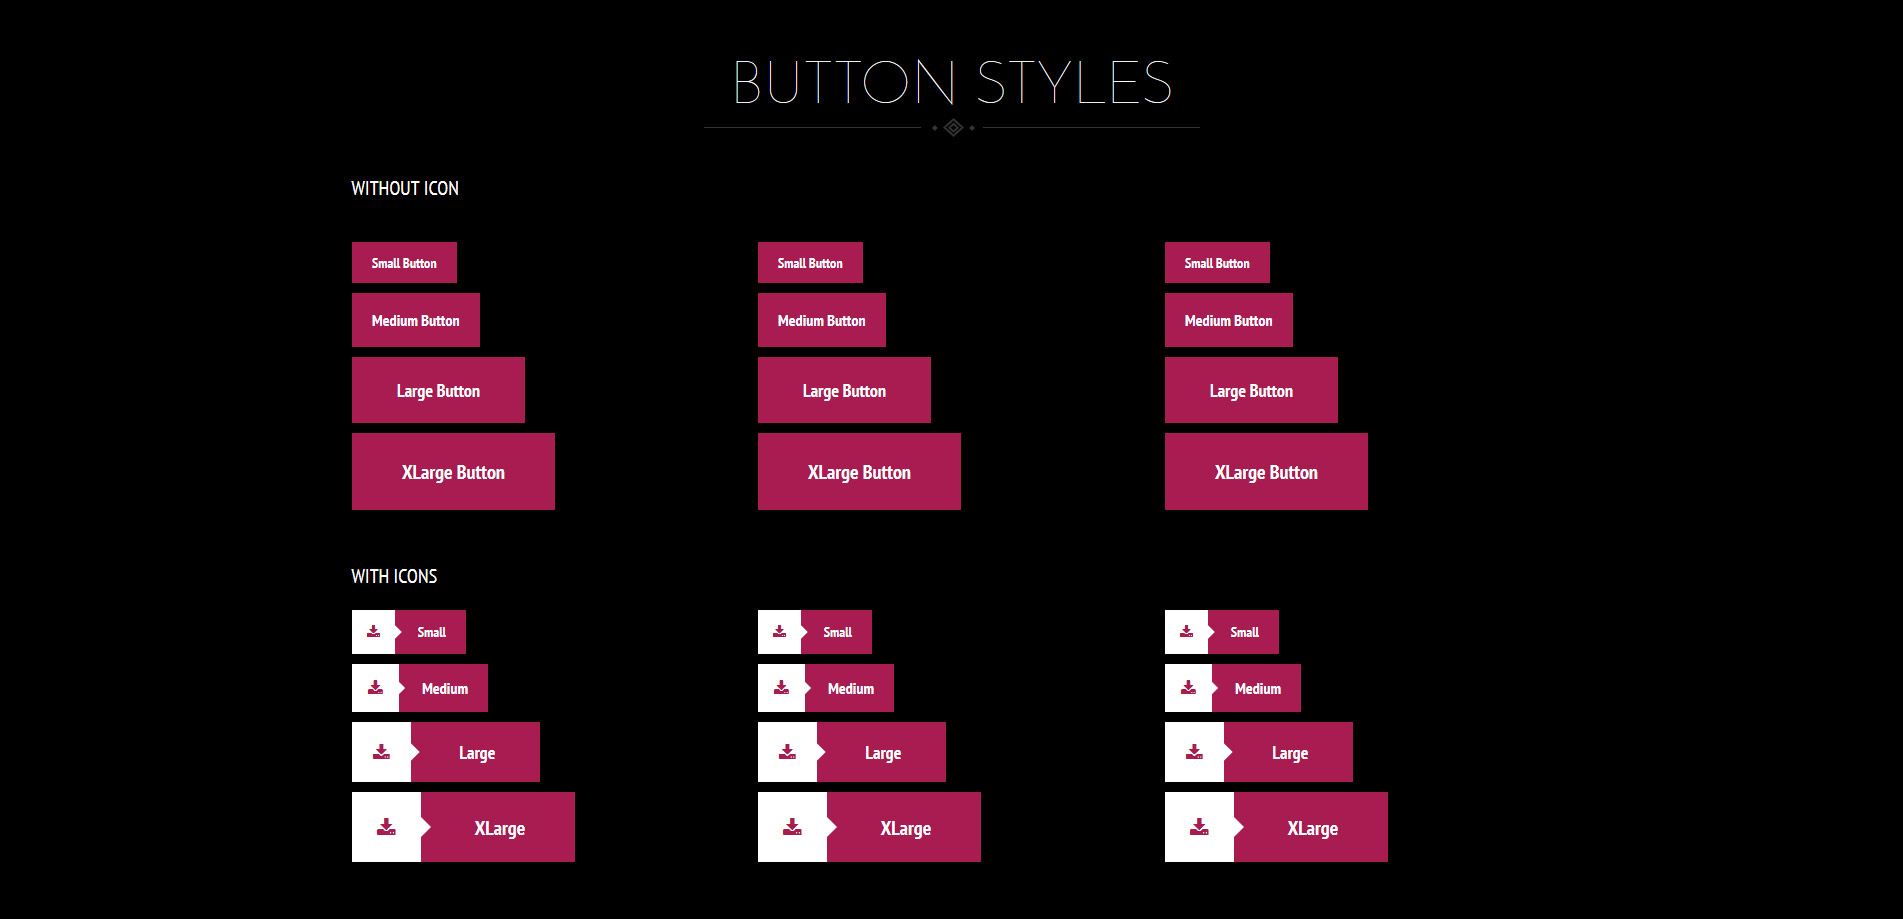 BUTTON STYLES
WITHOUT ICON
Small Button Small Button Small Button
Medium Button Medium Button Medium Button
Large Button Large Button Large Button
XLarge Button XLarge Button XLarge Button
WITH ICONS
Small Small Small
Medium Medium Medium
Large Large Large
XLarge XLarge XLarge